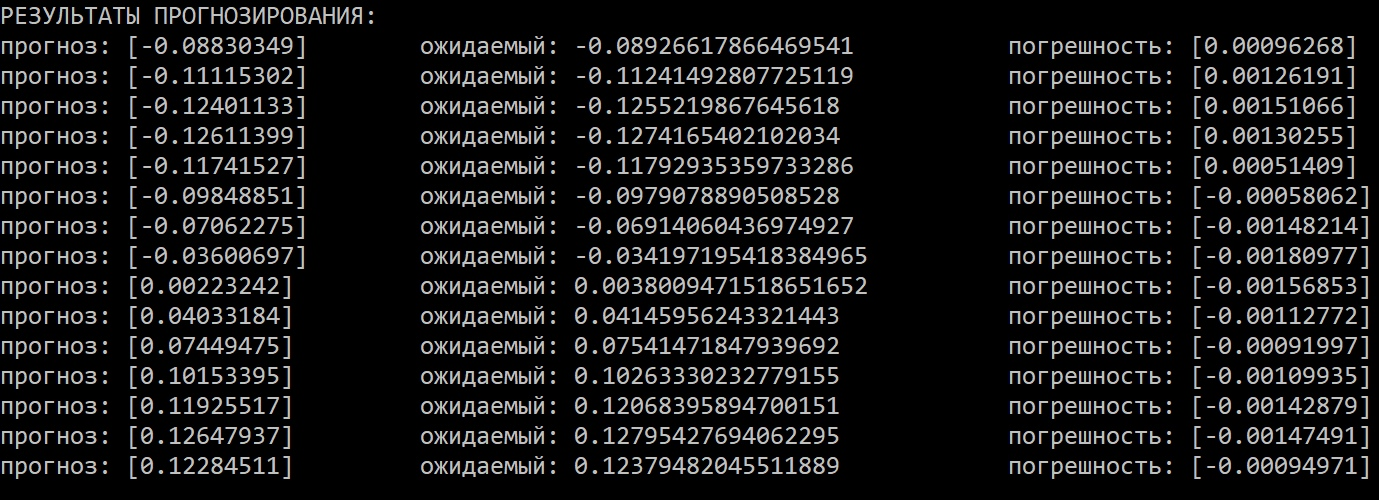 РЕЗУЛЬТАТЫ ПРОГНОЗИРОВАНИЯ:
прогноз: [-0.08830349] ожидаемый: -0.08926617866469541 погрешность: [0.00096268]
прогноз: [-0.11115302] ожидаемый: -0.11241492807725119 погрешность: [0.00126191]
прогноз: [-0.12401133] ожидаемый: -0.1255219867645618 погрешность: [0.00151066]
прогноз: [-0.12611399] ожидаемый: -0.1274165402102034 погрешность: [0.00130255]
прогноз: [-0.11741527] ожидаемый: -0.11792935359733286 погрешность: [0.00051409]
прогноз: [-0.09848851] ожидаемый: -0.0979078890508528 погрешность: [-0.00058062]
прогноз: [-0.07062275] ожидаемый: -0.06914060436974927 погрешность: [-0.00148214]
прогноз: [-0.03600697] ожидаемый: -0.034197195418384965 погрешность: [-0.00180977]
прогноз: [0.00223242] ожидаемый: 0.0038009471518651652 погрешность: [-0.00156853]
прогноз: [0.04033184] ожидаемый: 0.04145956243321443 погрешность: [-0.00112772]
прогноз: [0.07449475] ожидаемый: 0.07541471847939692 погрешность: [-0.00091997]
прогноз: [0.10153395] ожидаемый: 0.10263330232779155 погрешность: [-0.00109935]
прогноз: [0.11925517] ожидаемый: 0.12068395894700151 погрешность: [-0.00142879]
прогноз: [0.12647937] ожидаемый: 0.12795427694062295 погрешность: [-0.00147491]
прогноз: [0.12284511] ожидаемый: 0.12379482045511889 погрешность: [-0.00094971]